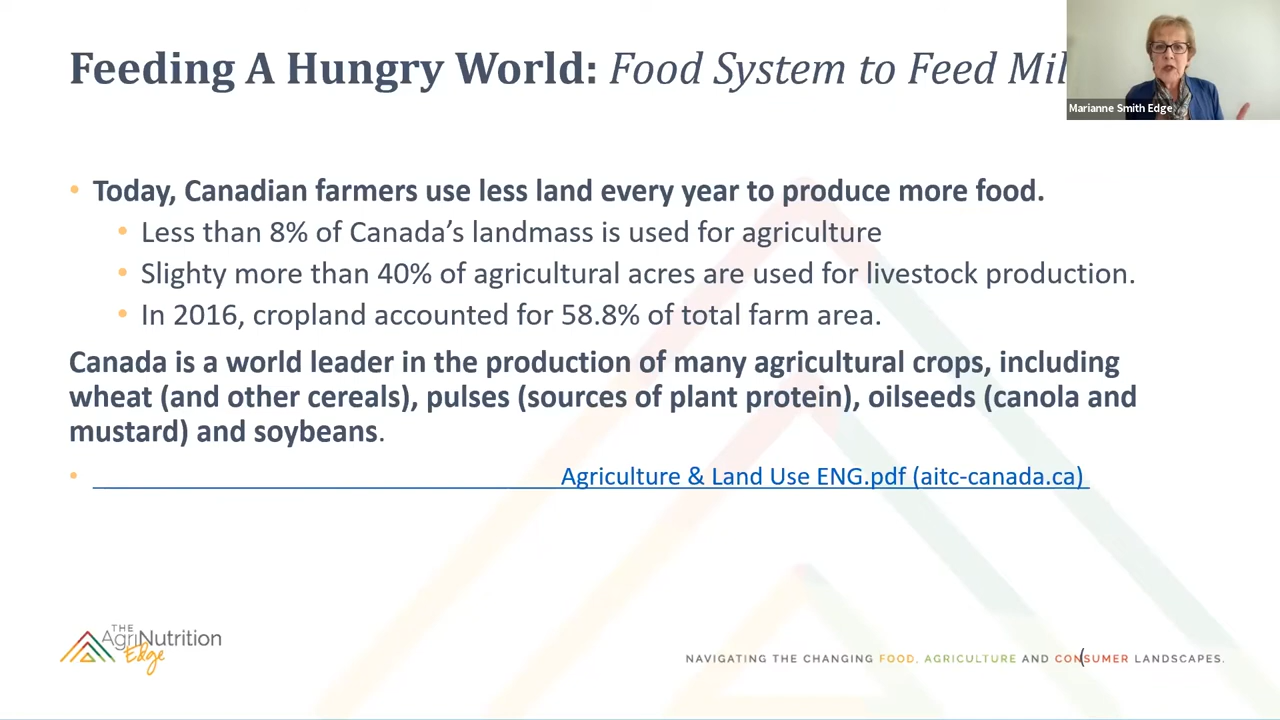 Feeding A Hungry World: Food System to Feed Mil
Marianne Smith Edge
• Today, Canadian farmers use less land every year to produce more food.
• Less than 8% of Canada’s landmass is used for agriculture
• Slighty more than 40% of agricultural acres are used for livestock production.
• In 2016, cropland accounted for 58.8% of total farm area.
Canada is a world leader in the production of many agricultural crops, including
wheat (and other cereals), pulses (sources of plant protein), oilseeds (canola and
mustard) and soybeans.
• Agriculture & Land Use ENG.pdf (aitc-canada.ca)
THE
AgriNutrition
Edge
NAVIGATING THE CHANGING FOOD, AGRICULTURE AND CONSUMER LANDSCAPES.